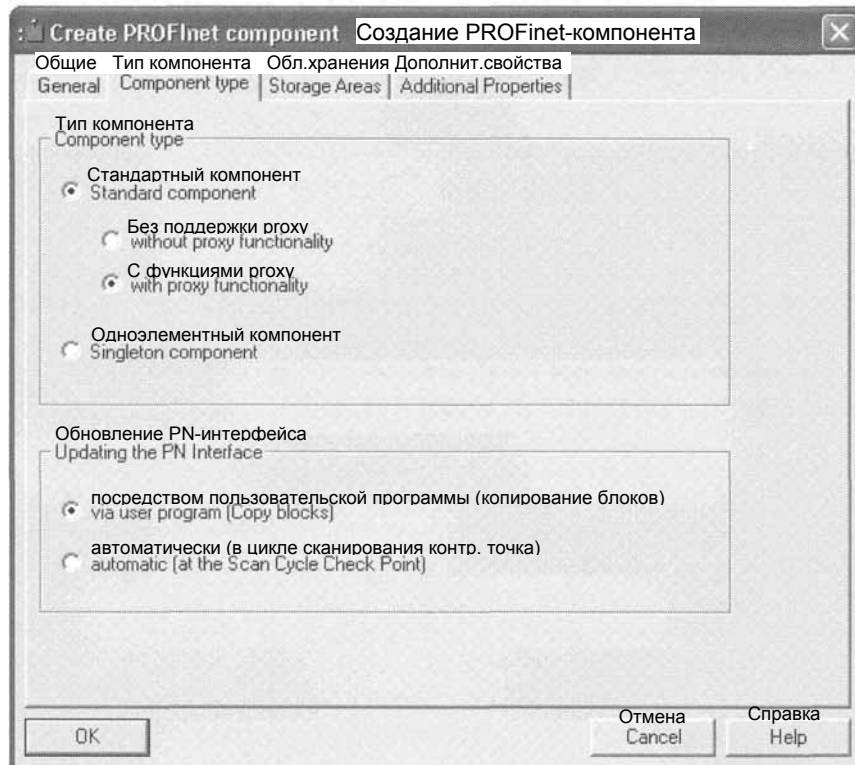 Create PROFInet component Создание PROFinet-компонента
Общие Тип компонента Обл.хранения Дополнит.свойства
General Component type Storage Areas Additional Properties
Тип компонента
Component type
Стандартный компонент
Standard component
Без поддержки proxy
without proxy functionality
С функциями proxy
with proxy functionality
Одноэлементный компонент
Singleton component
Обновление PN-интерфейса
Updating the PN Interface
посредством пользовательской программы (копирование блоков)
via user program (Copy blocks)
автоматически (в цикле сканирования контр. точка)
automatic (at the Scan Cycle Check Point)
Отмена Справка
OK Cancel Help